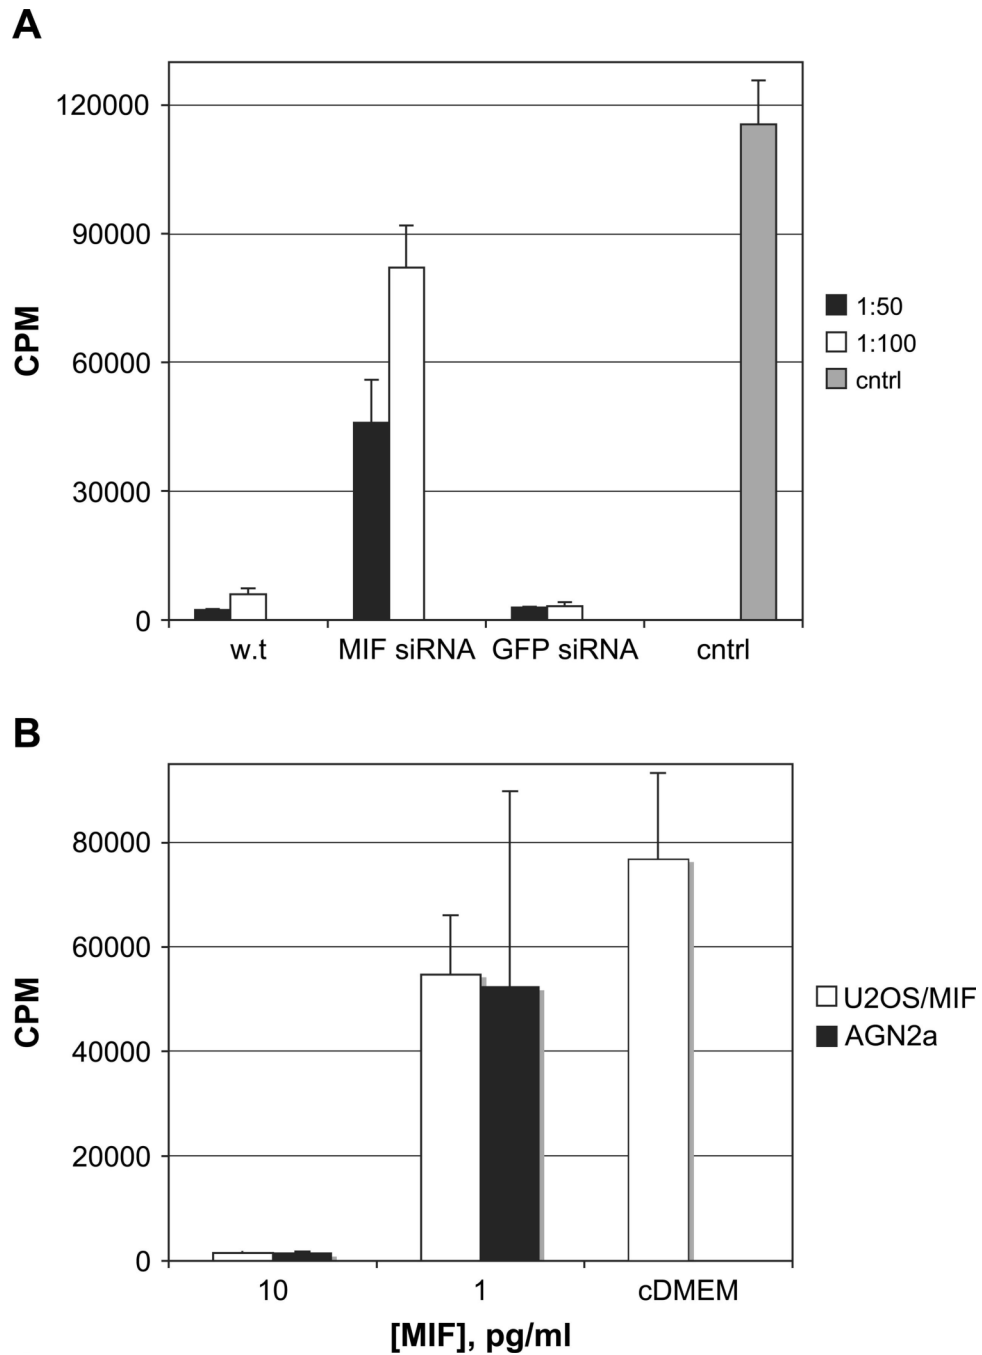 A
120000
90000
60000
30000
0
CPM
w.t MIF siRNA GFP siRNA cntrl
1:50
1:100
cntrl
B
80000
60000
40000
20000
0
CPM
10 1 cDMEM
[MIF], pg/ml
U2OS/MIF
AGN2a